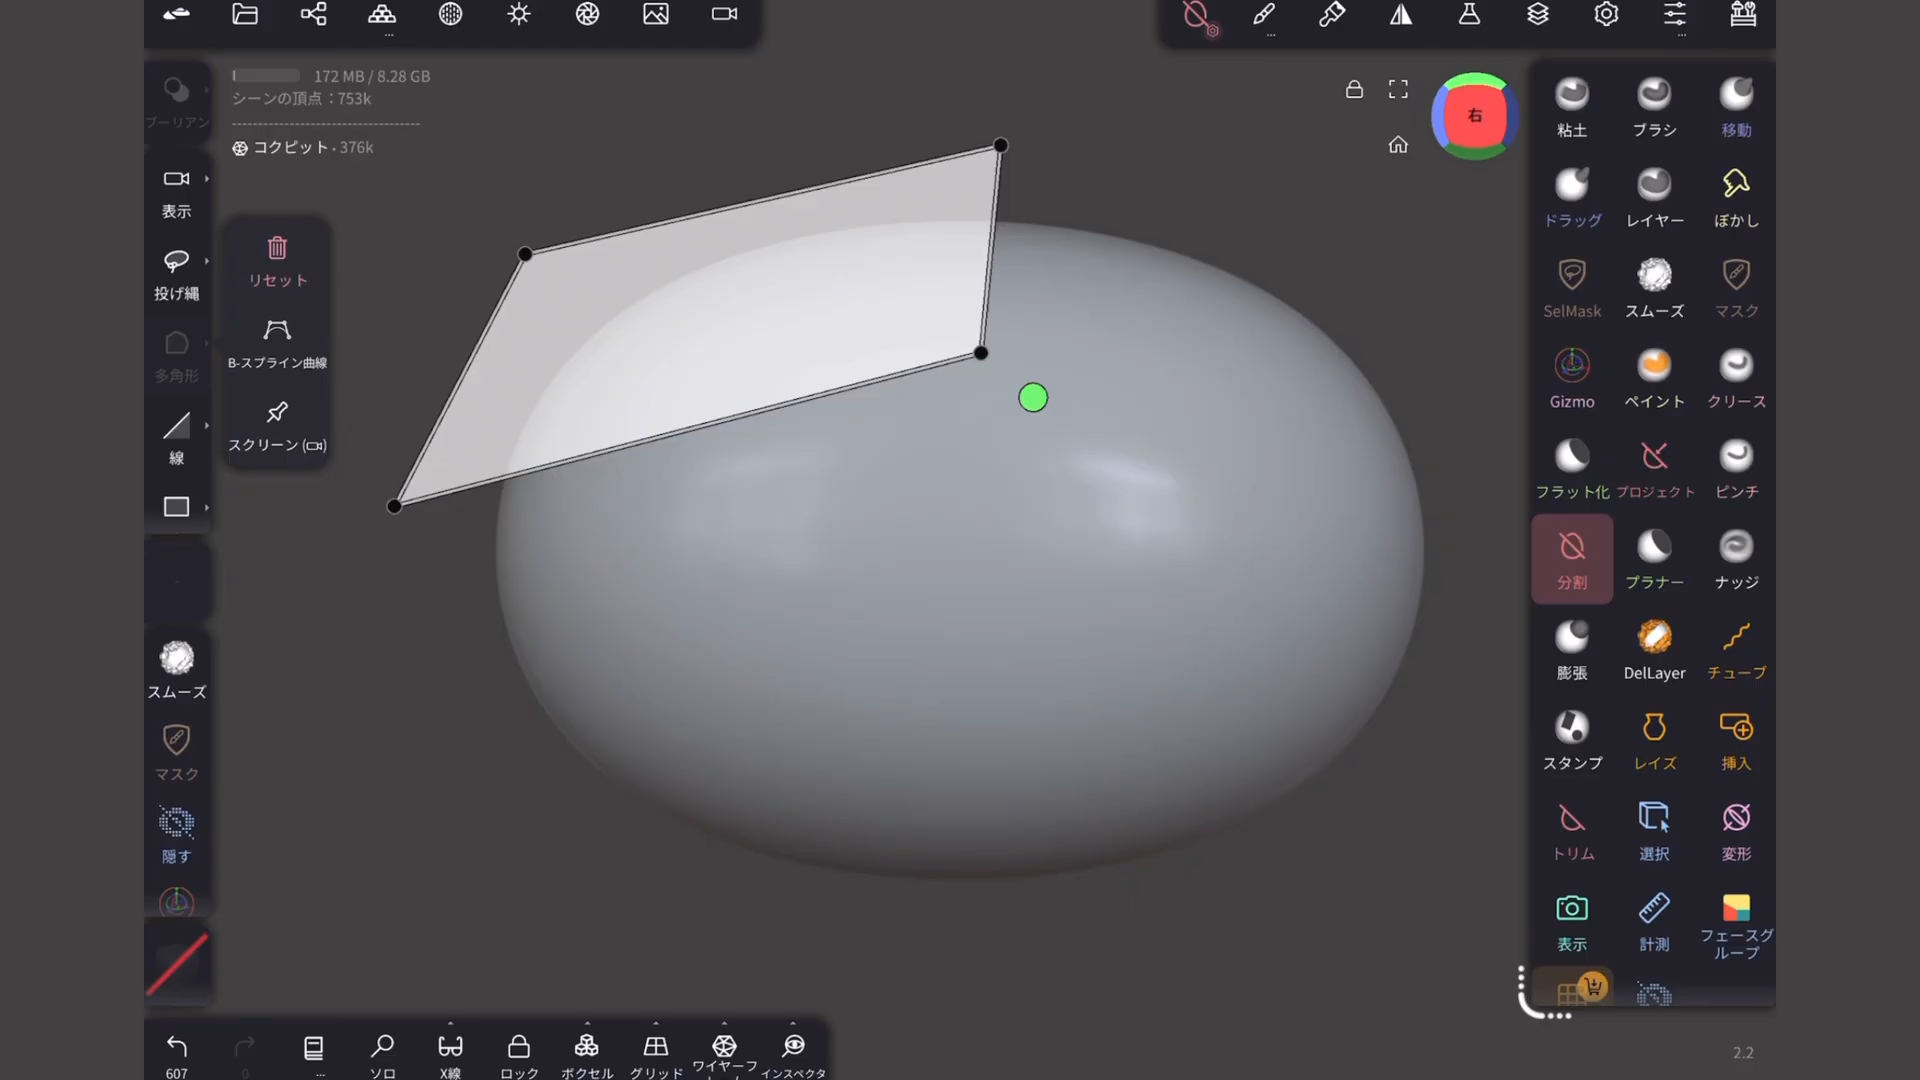 172 MB / 8.28 GB
シーンの頂点：753k
コクピット • 376k
ブーリアン
表示
投げ縄
多角形
線
リセット
B-スプライン曲線
スクリーン
スムーズ
マスク
隠す
右
粘土
ブラシ
移動
ドラッグ
レイヤー
ぼかし
SelMask
スムーズ
マスク
Gizmo
ペイント
クリース
フラット化
プロジェクト
ピンチ
分割
プラナー
ナッジ
膨張
DelLayer
チューブ
スタンプ
レイズ
挿入
トリム
選択
変形
表示
計測
フェースグ
ループ
607
0
...
ソロ
X線
ロック
ボクセル
グリッド
ワイヤーフ
インスペクタ
2.2